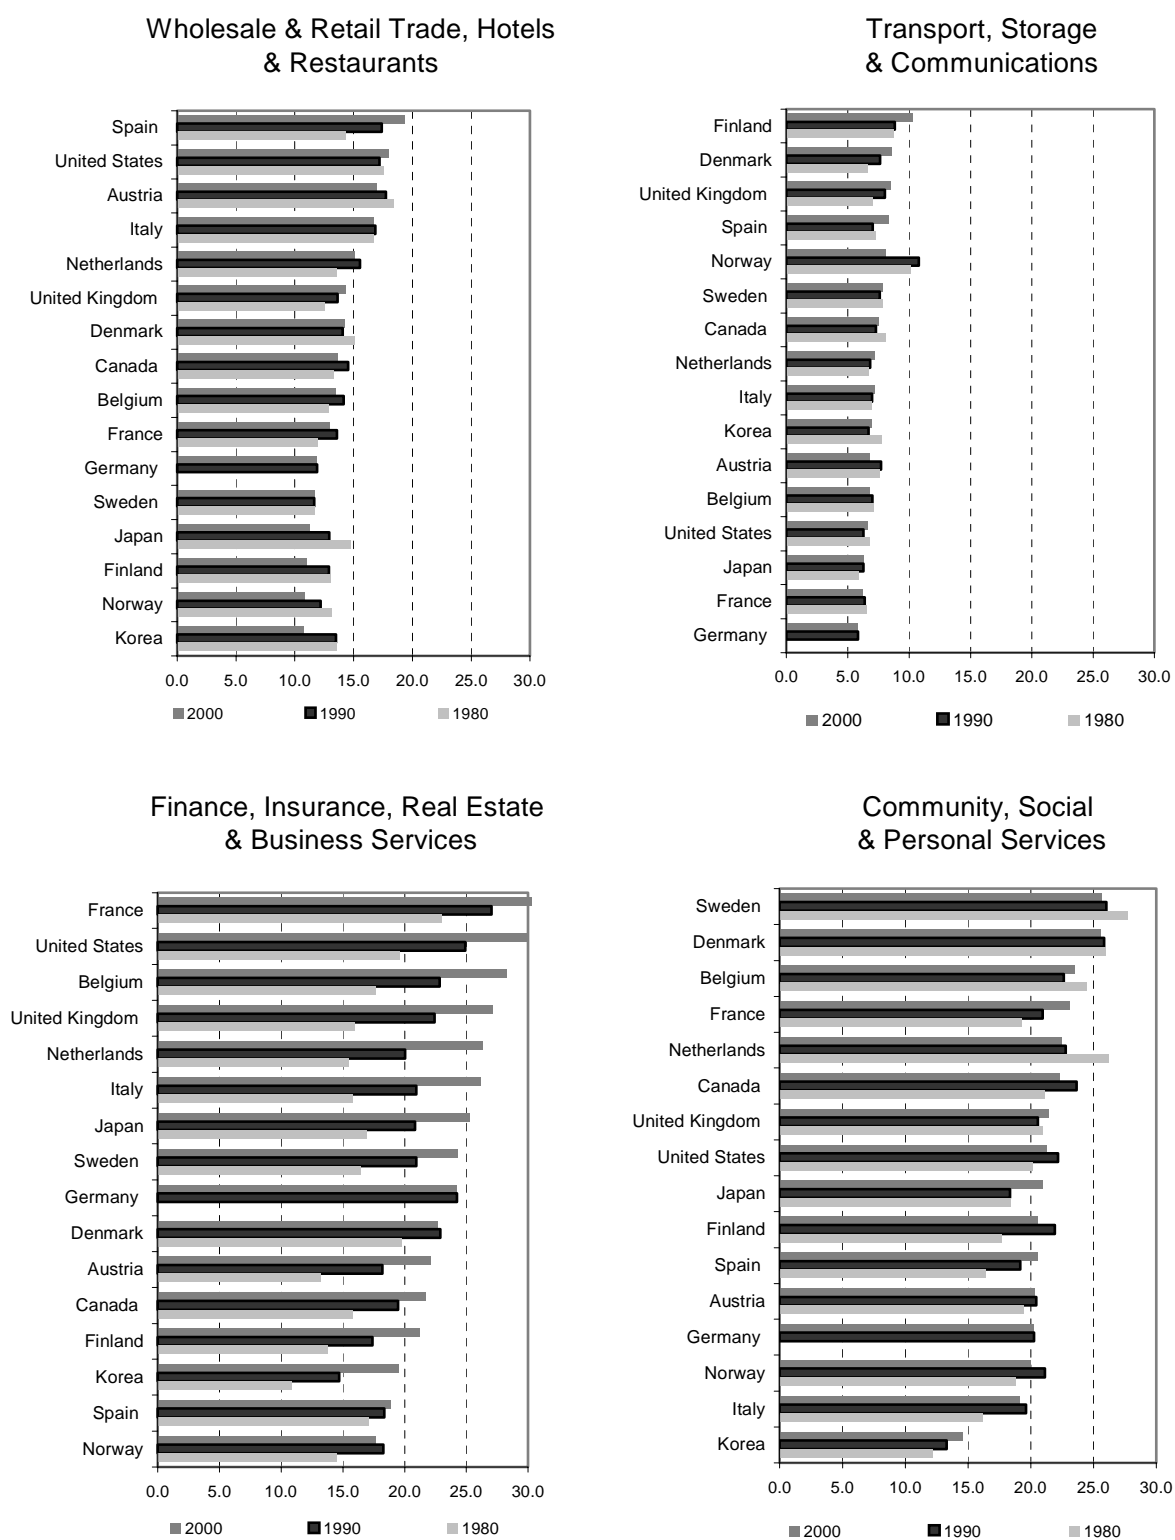 Wholesale & Retail Trade, Hotels
& Restaurants
Spain
United States
Austria
Italy
Netherlands
United Kingdom
Denmark
Canada
Belgium
France
Germany
Sweden
Japan
Finland
Norway
Korea
0.0 5.0 10.0 15.0 20.0 25.0 30.0
2000 1990 1980
Transport, Storage
& Communications
Finland
Denmark
United Kingdom
Spain
Norway
Sweden
Canada
Netherlands
Italy
Korea
Austria
Belgium
United States
Japan
France
Germany
0.0 5.0 10.0 15.0 20.0 25.0 30.0
2000 1990 1980
Finance, Insurance, Real Estate
& Business Services
France
United States
Belgium
United Kingdom
Netherlands
Italy
Japan
Sweden
Germany
Denmark
Austria
Canada
Finland
Korea
Spain
Norway
0.0 5.0 10.0 15.0 20.0 25.0 30.0
2000 1990 1980
Community, Social
& Personal Services
Sweden
Denmark
Belgium
France
Netherlands
Canada
United Kingdom
United States
Japan
Finland
Spain
Austria
Germany
Norway
Italy
Korea
0.0 5.0 10.0 15.0 20.0 25.0 30.0
2000 1990 1980